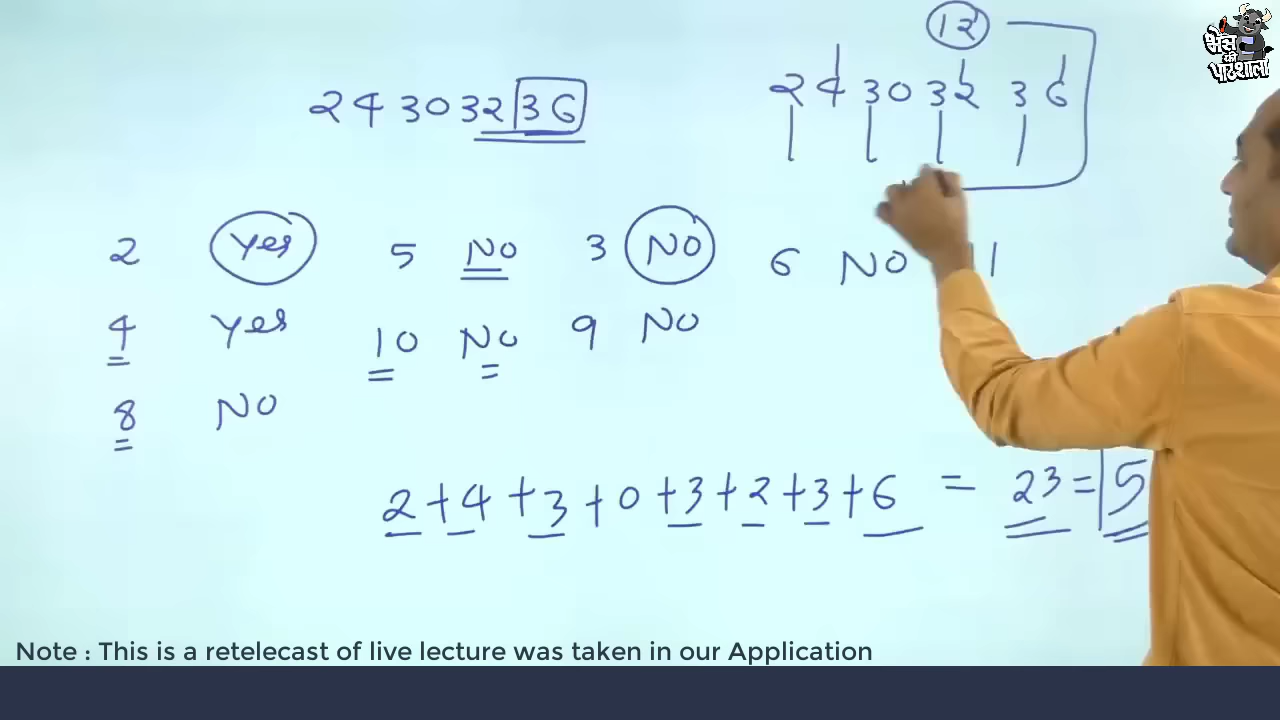 भैंस की पाठशाला
12
24303236 24303236
2 Yes 5 No 3 NO 6 NO 11
4 Yes 10 No 9 NO
8 NO
2+4+3+0+3+2+3+6 = 23 = 5
Note : This is a retelecast of live lecture was taken in our Application